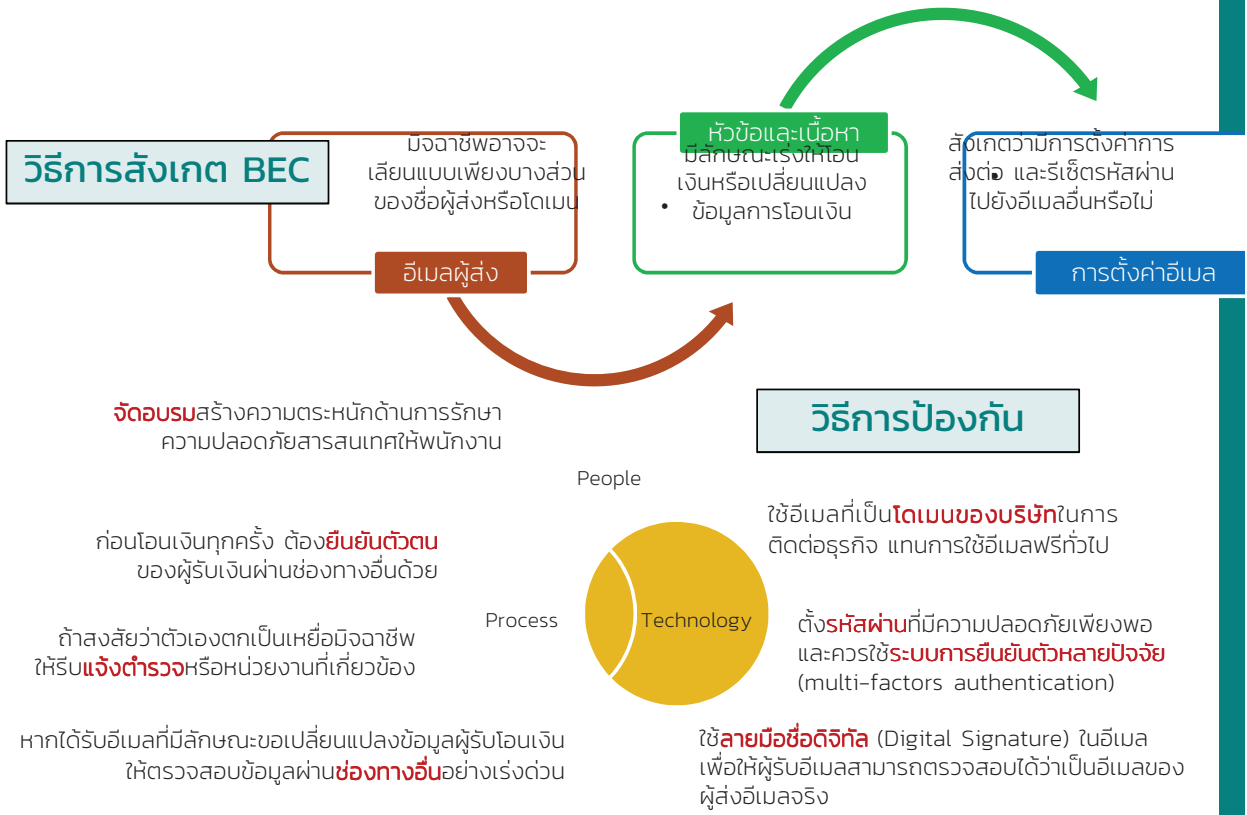 วิธีการสังเกต BEC
มิจฉาชีพอาจจะ
เลียนแบบเพียงบางส่วน
ของชื่อผู้ส่งหรือโดเมน
อีเมลผู้ส่ง
หัวข้อและเนื้อหา
มีลักษณะเร่งให้โอน
เงินหรือเปลี่ยนแปลง
• ข้อมูลการโอนเงิน
สังเกตว่ามีการตั้งค่าการ
ส่งต่อ และรีเซ็ตรหัสผ่าน
ไปยังอีเมลอื่นหรือไม่
การตั้งค่าอีเมล
วิธีการป้องกัน
จัดอบรมสร้างความตระหนักด้านการรักษา
ความปลอดภัยสารสนเทศให้พนักงาน
People
ก่อนโอนเงินทุกครั้ง ต้องยืนยันตัวตน
ของผู้รับเงินผ่านช่องทางอื่นด้วย
ถ้าสงสัยว่าตัวเองตกเป็นเหยื่อมิจฉาชีพ
ให้รีบแจ้งตำรวจหรือหน่วยงานที่เกี่ยวข้อง
Process
หากได้รับอีเมลที่มีลักษณะขอเปลี่ยนแปลงข้อมูลผู้รับโอนเงิน
ให้ตรวจสอบข้อมูลผ่านช่องทางอื่นอย่างเร่งด่วน
Technology
ใช้อีเมลที่เป็นโดเมนของบริษัทในการ
ติดต่อธุรกิจ แทนการใช้อีเมลฟรีทั่วไป
ตั้งรหัสผ่านที่มีความปลอดภัยเพียงพอ
และควรใช้ระบบการยืนยันตัวหลายปัจจัย
(multi-factors authentication)
ใช้ลายมือชื่อดิจิทัล (Digital Signature) ในอีเมล
เพื่อให้ผู้รับอีเมลสามารถตรวจสอบได้ว่าเป็นอีเมลของ
ผู้ส่งอีเมลจริง